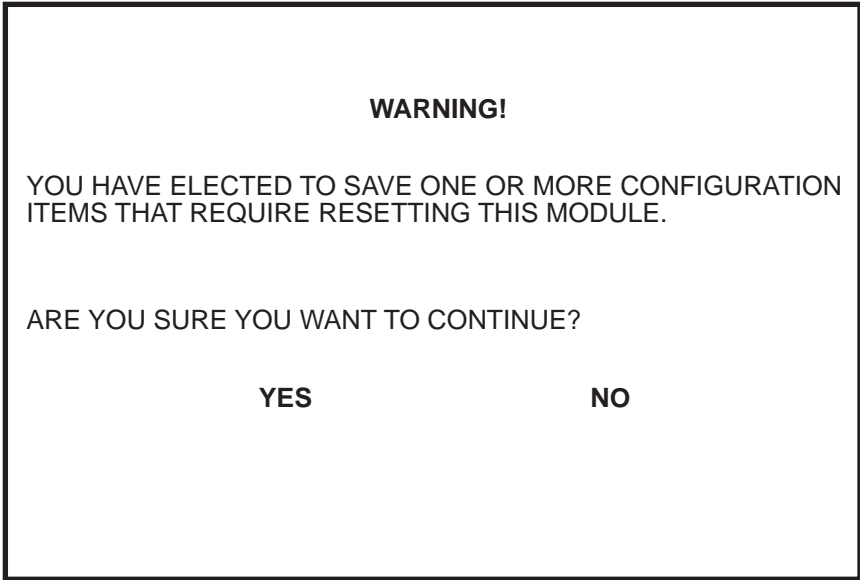 WARNING!
YOU HAVE ELECTED TO SAVE ONE OR MORE CONFIGURATION
ITEMS THAT REQUIRE RESETTING THIS MODULE.
ARE YOU SURE YOU WANT TO CONTINUE?
YES NO